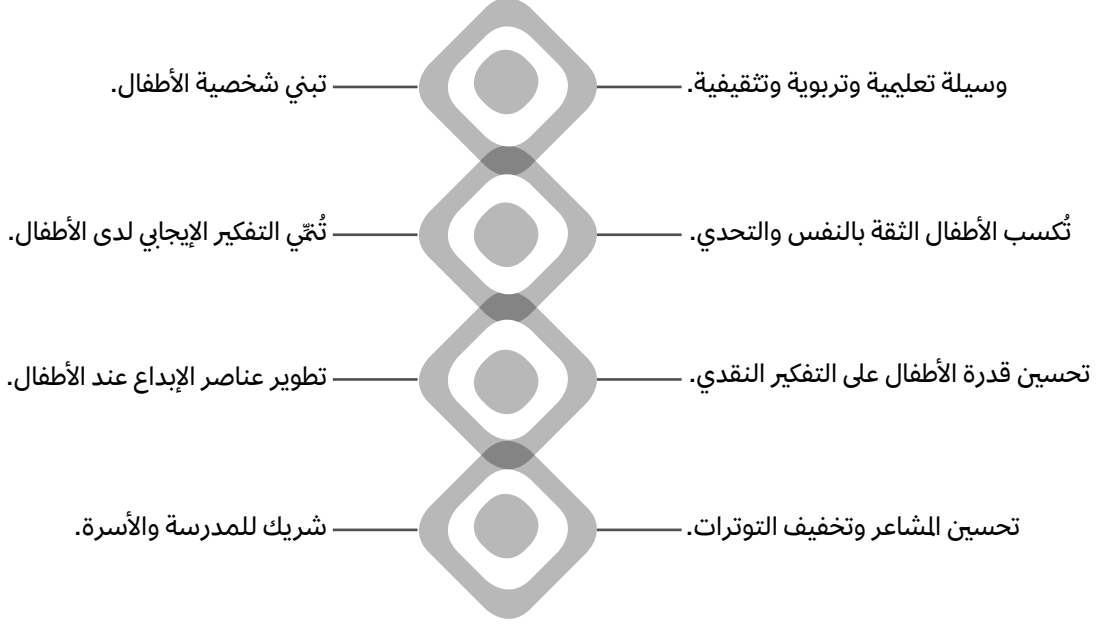 وسيلة تعليمية وتربوية وتثقيفية.
تبني شخصية الأطفال.
تُكسب الأطفال الثقة بالنفس والتحدي.
تُنمّي التفكير الإيجابي لدى الأطفال.
تحسين قدرة الأطفال على التفكير النقدي.
تطوير عناصر الإبداع عند الأطفال.
تحسين المشاعر وتخفيف التوترات.
شريك للمدرسة والأسرة.